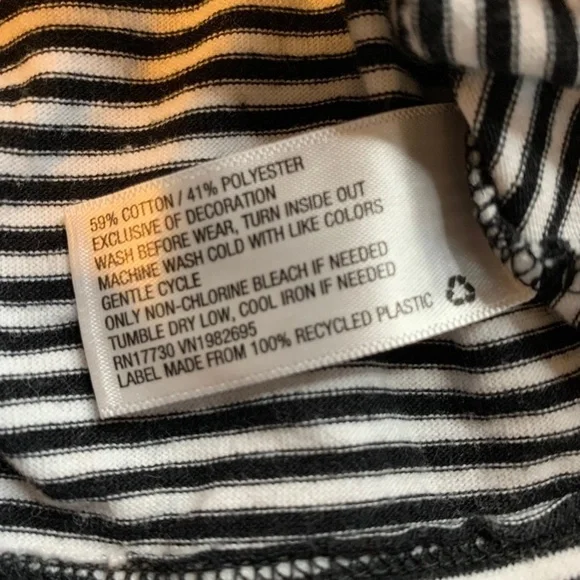 59% COTTON / 41% POLYESTER
EXCLUSIVE OF DECORATION
WASH BEFORE WEAR, TURN INSIDE OUT
MACHINE WASH COLD WITH LIKE COLORS
GENTLE CYCLE
ONLY NON-CHLORINE BLEACH IF NEEDED
TUMBLE DRY LOW, COOL IRON IF NEEDED
RN17730 VN1982695
LABEL MADE FROM 100% RECYCLED PLASTIC